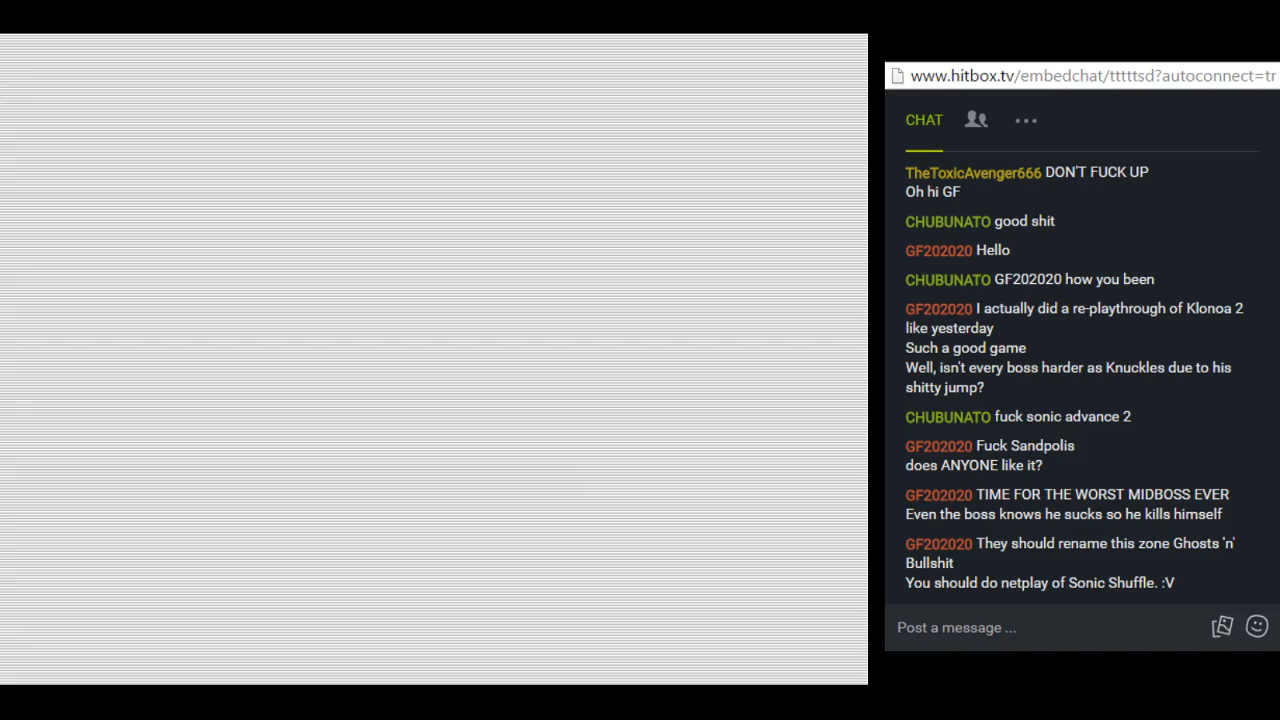 www.hitbox.tv/embedchat/tttttsd?autoconnect=tr
CHAT
TheToxicAvenger666 DON'T FUCK UP
Oh hi GF
CHUBUNATO good shit
GF202020 Hello
CHUBUNATO GF202020 how you been
GF202020 I actually did a re-playthrough of Klonoa 2
like yesterday
Such a good game
Well, isn't every boss harder as Knuckles due to his
shitty jump?
CHUBUNATO fuck sonic advance 2
GF202020 Fuck Sandpolis
does ANYONE like it?
GF202020 TIME FOR THE WORST MIDBOSS EVER
Even the boss knows he sucks so he kills himself
GF202020 They should rename this zone Ghosts 'n'
Bullshit
You should do netplay of Sonic Shuffle. :V
Post a message ...